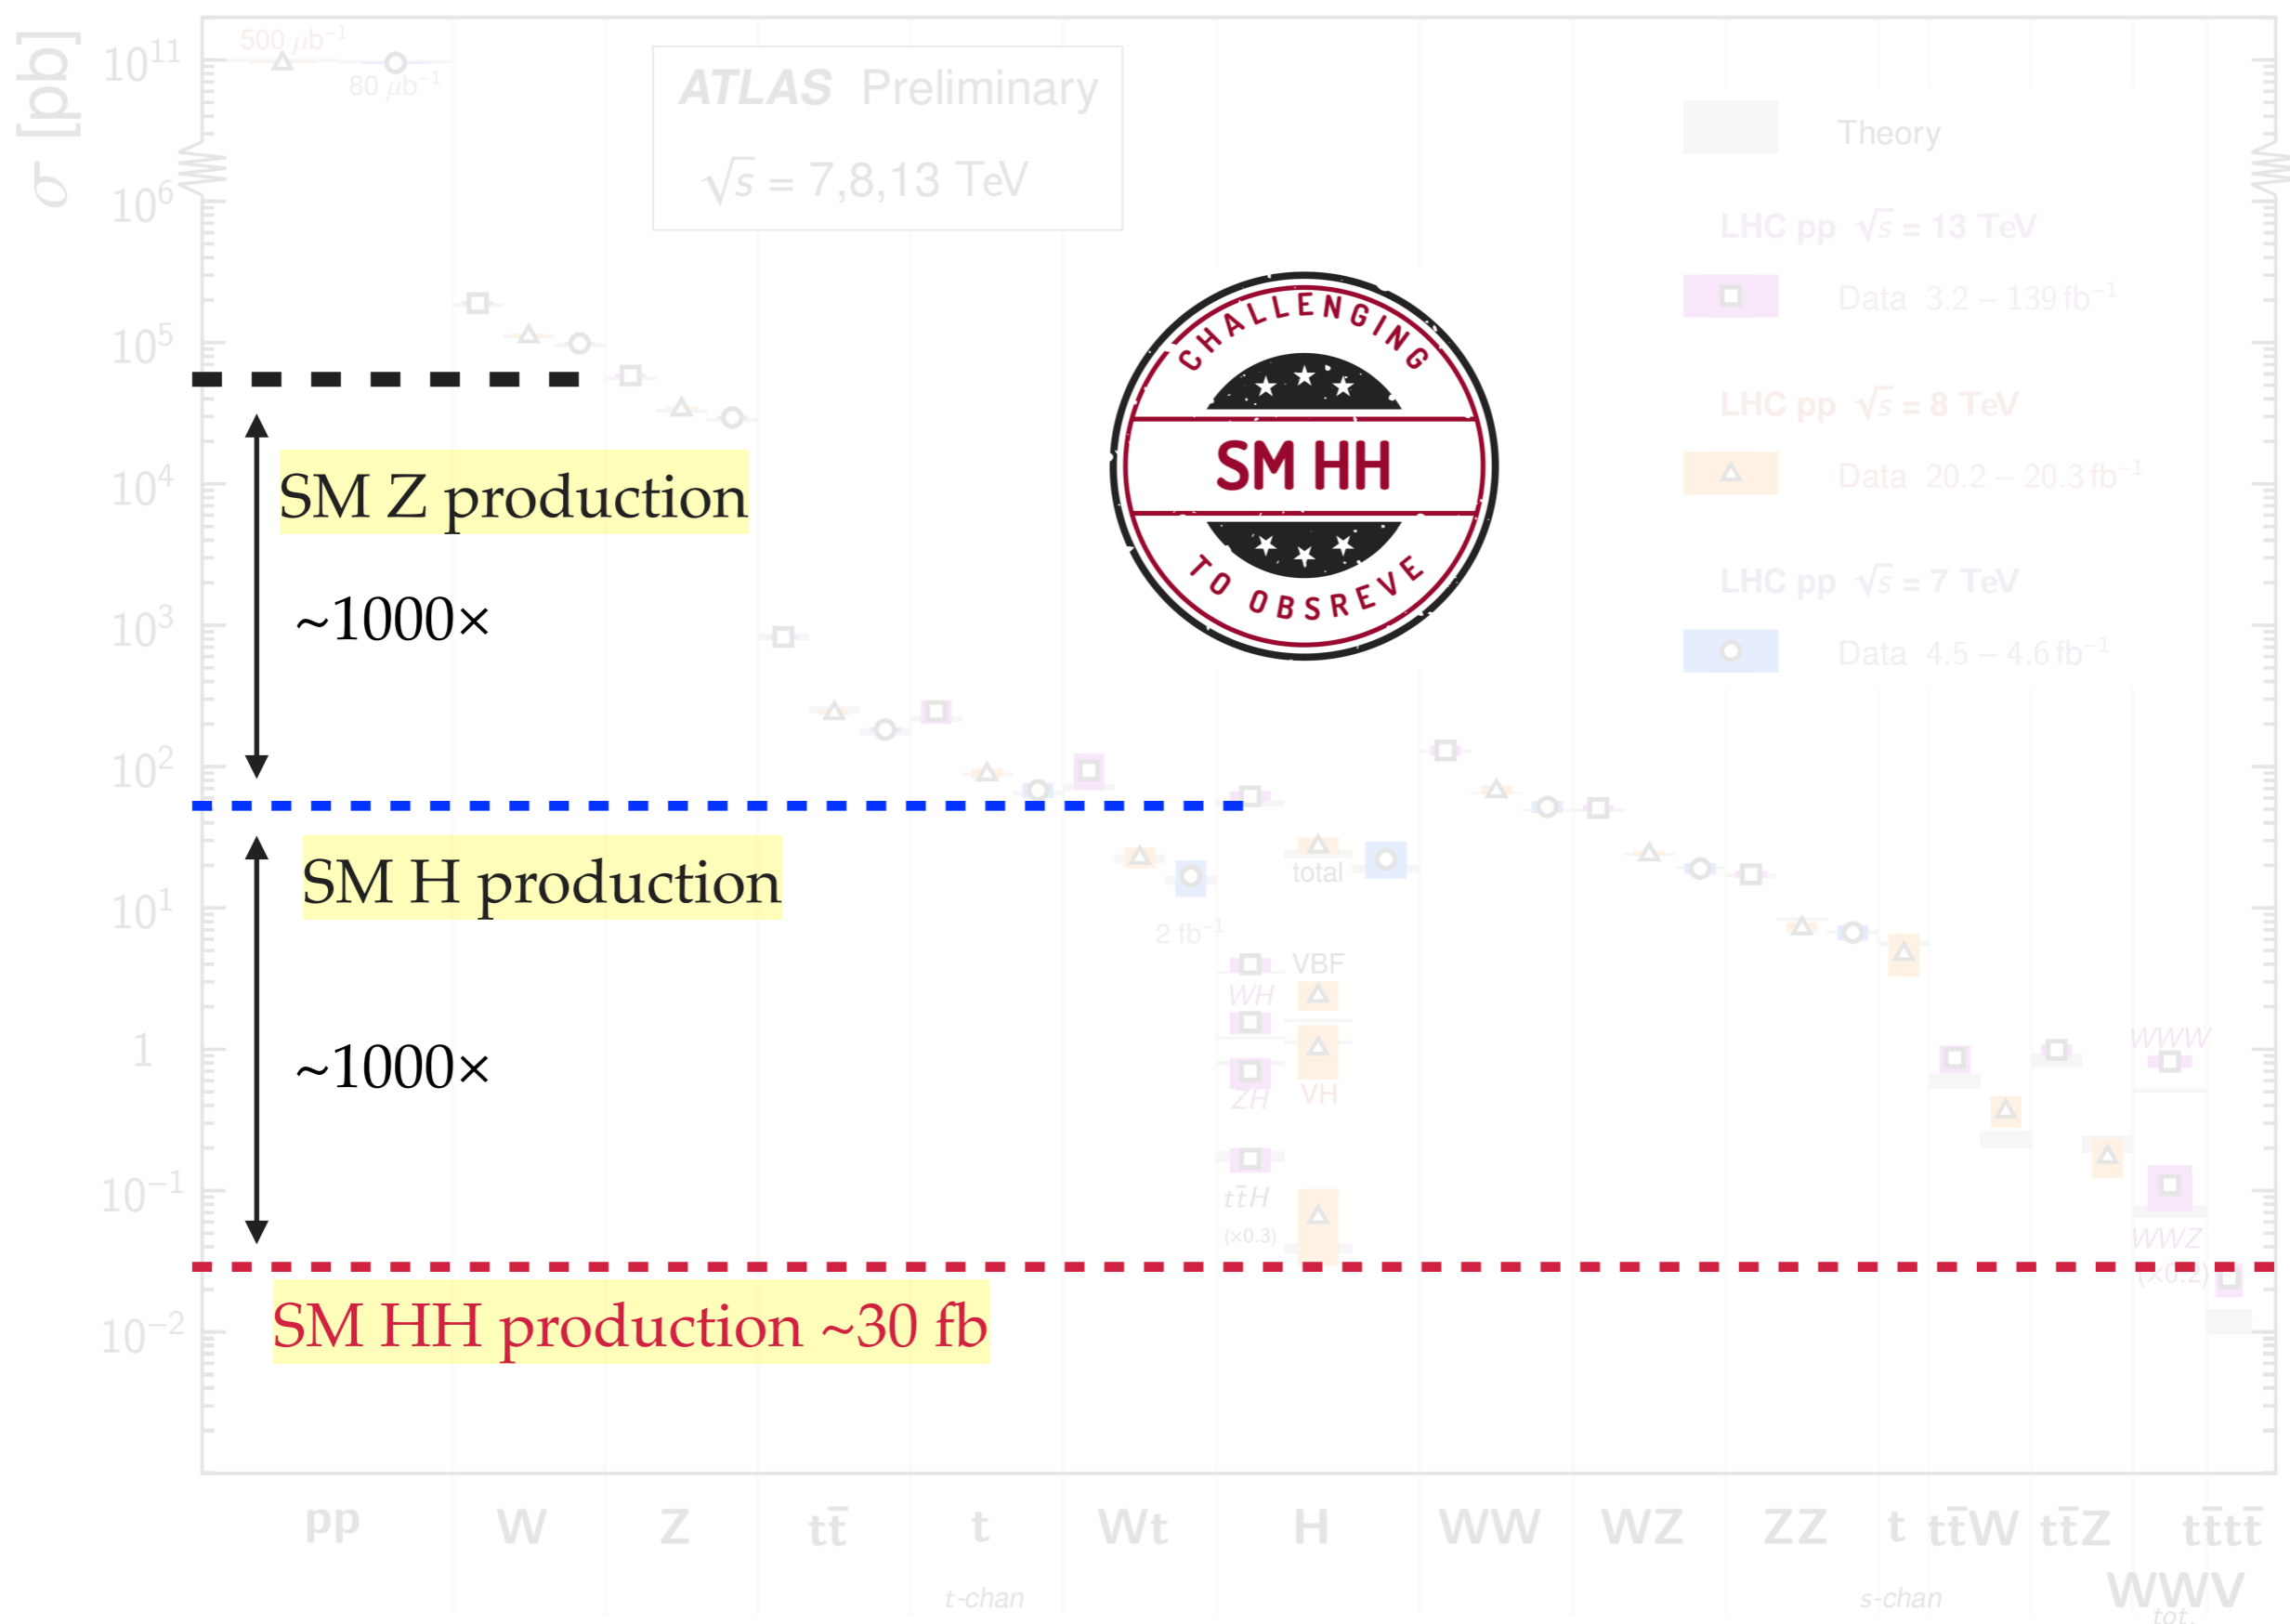 σ [pb]
10¹¹
10⁶
10⁵
10⁴
10³
10²
10¹
1
10⁻¹
10⁻²
500 μb⁻¹
80 μb⁻¹
ATLAS Preliminary
√s = 7,8,13 TeV
Theory
LHC pp √s = 13 TeV
Data 3.2 − 139 fb⁻¹
LHC pp √s = 8 TeV
Data 20.2 − 20.3 fb⁻¹
LHC pp √s = 7 TeV
Data 4.5 − 4.6 fb⁻¹
CHALLENGING
SM HH
TO OBSREVE
SM Z production
~1000×
SM H production
~1000×
SM HH production ~30 fb
total
2 fb⁻¹
VBF
WH
ZH
VH
tt̄H
(×0.3)
WWW
WWZ
(×0.2)
pp W Z tt̄ t Wt H WW WZ ZZ t tt̄W tt̄Z tt̄tt̄
WWV
t-chan s-chan tot.